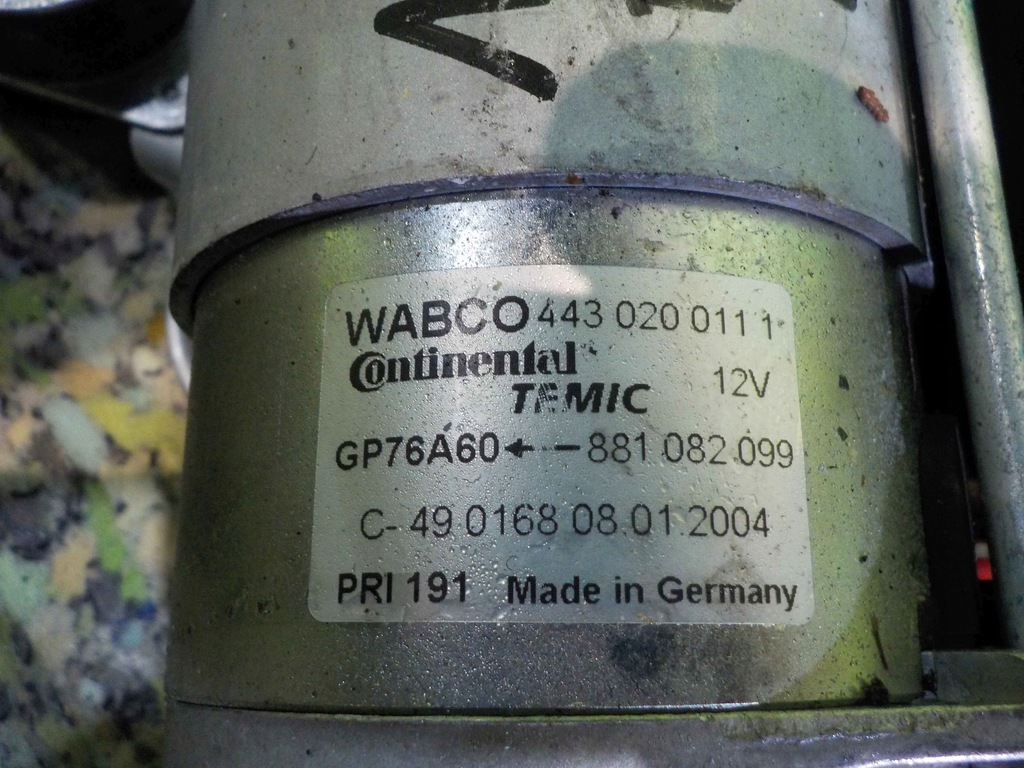 WABCO 443 020 011 1
Continental
TEMIC 12V
GP76A60 ←--- 881 082 099
C- 49 0168 08.01.2004
PRI 191 Made in Germany